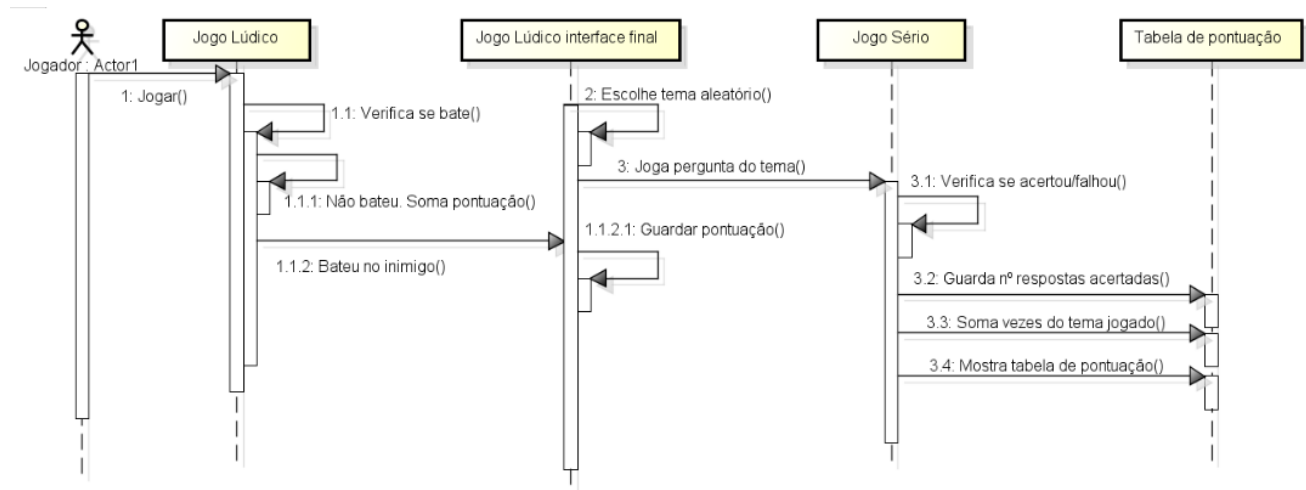 Jogo Lúdico
Jogo Lúdico interface final
Jogo Sério
Tabela de pontuação
Jogador : Actor1
1: Jogar()
1.1: Verifica se bate()
1.1.1: Não bateu. Soma pontuação()
1.1.2: Bateu no inimigo()
2: Escolhe tema aleatório()
3: Joga pergunta do tema()
1.1.2.1: Guardar pontuação()
3.1: Verifica se acertou/falhou()
3.2: Guarda nº respostas acertadas()
3.3: Soma vezes do tema jogado()
3.4: Mostra tabela de pontuação()